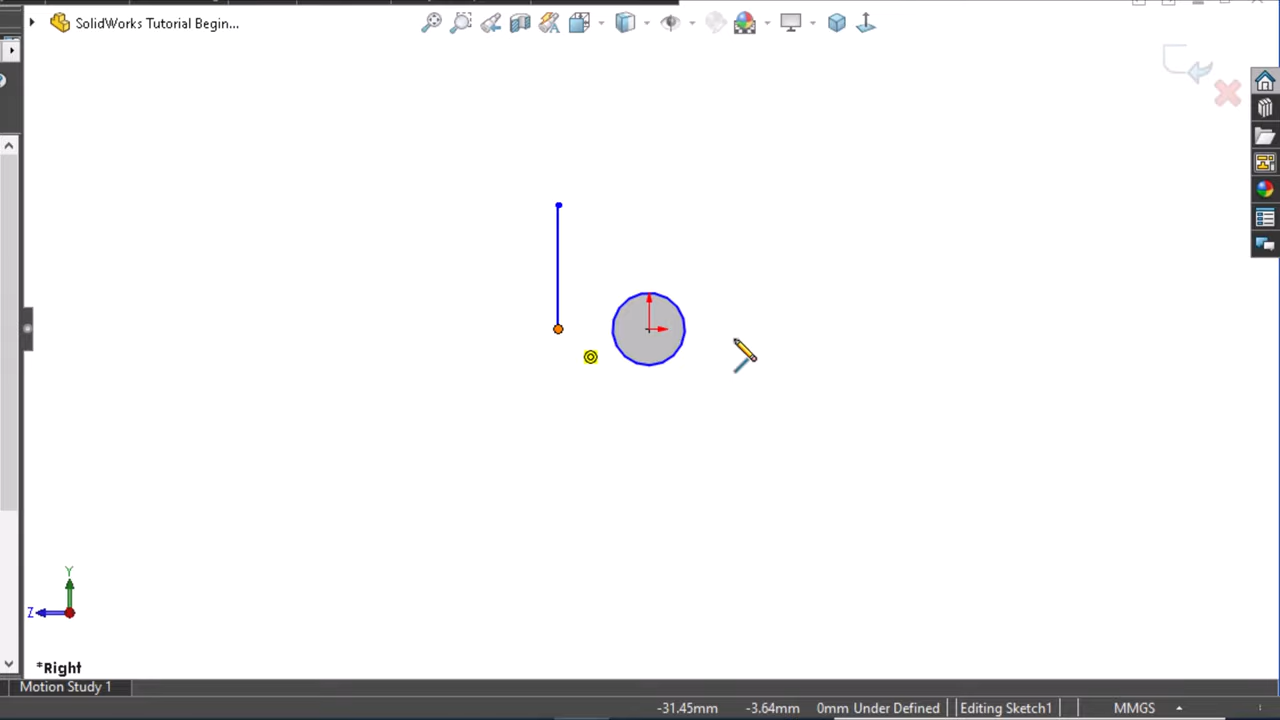 SolidWorks Tutorial Begin...
Y
Z
*Right
Motion Study 1
-31.45mm -3.64mm 0mm Under Defined Editing Sketch1 MMGS